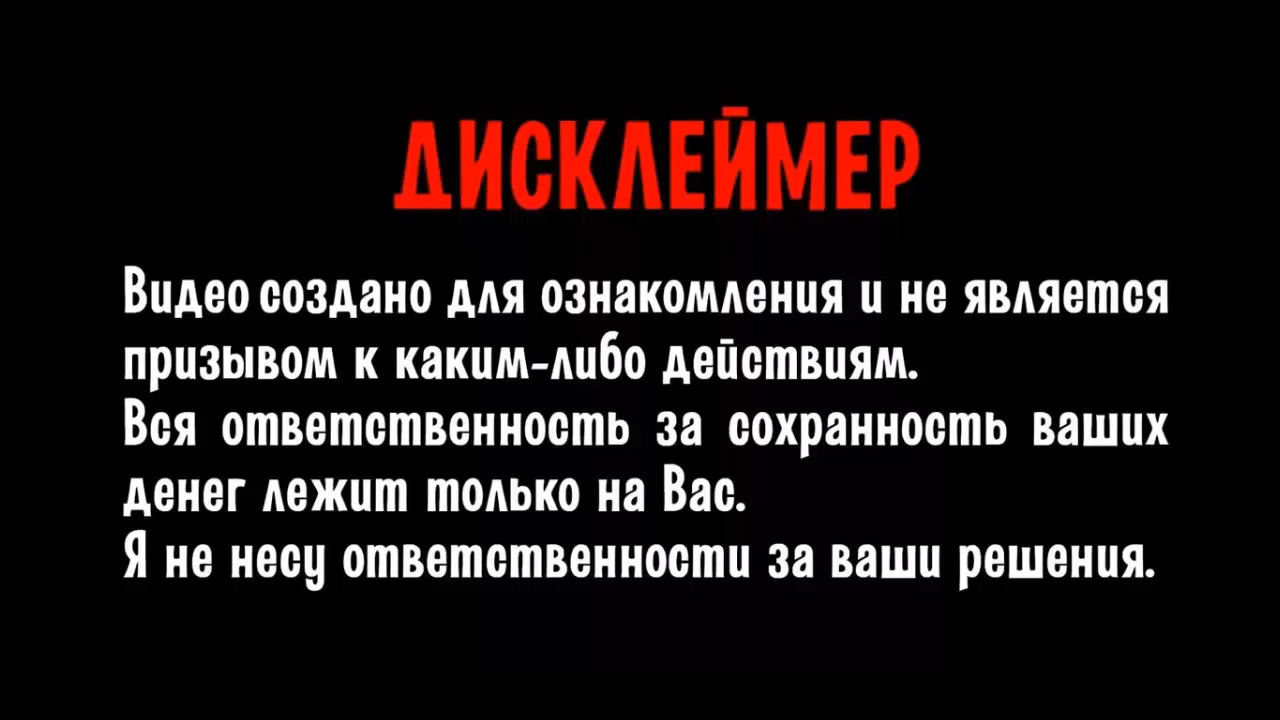 ДИСКЛЕЙМЕР
Видео создано для ознакомления и не является
призывом к каким-либо действиям.
Вся ответственность за сохранность ваших
денег лежит только на Вас.
Я не несу ответственности за ваши решения.